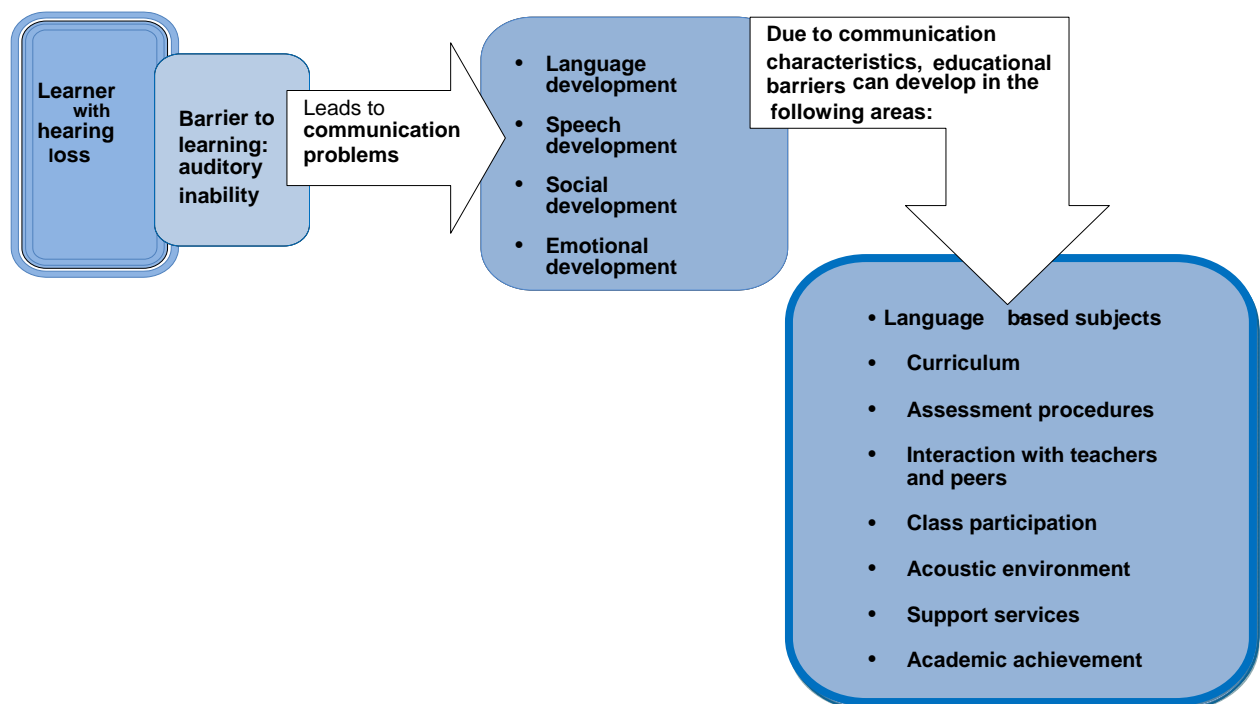 Learner
with
hearing
loss
Barrier to
learning:
auditory
inability
Leads to
communication
problems
• Language
development
• Speech
development
• Social
development
• Emotional
development
Due to communication
characteristics, educational
barriers can develop in the
following areas:
• Language based subjects
• Curriculum
• Assessment procedures
• Interaction with teachers
and peers
• Class participation
• Acoustic environment
• Support services
• Academic achievement